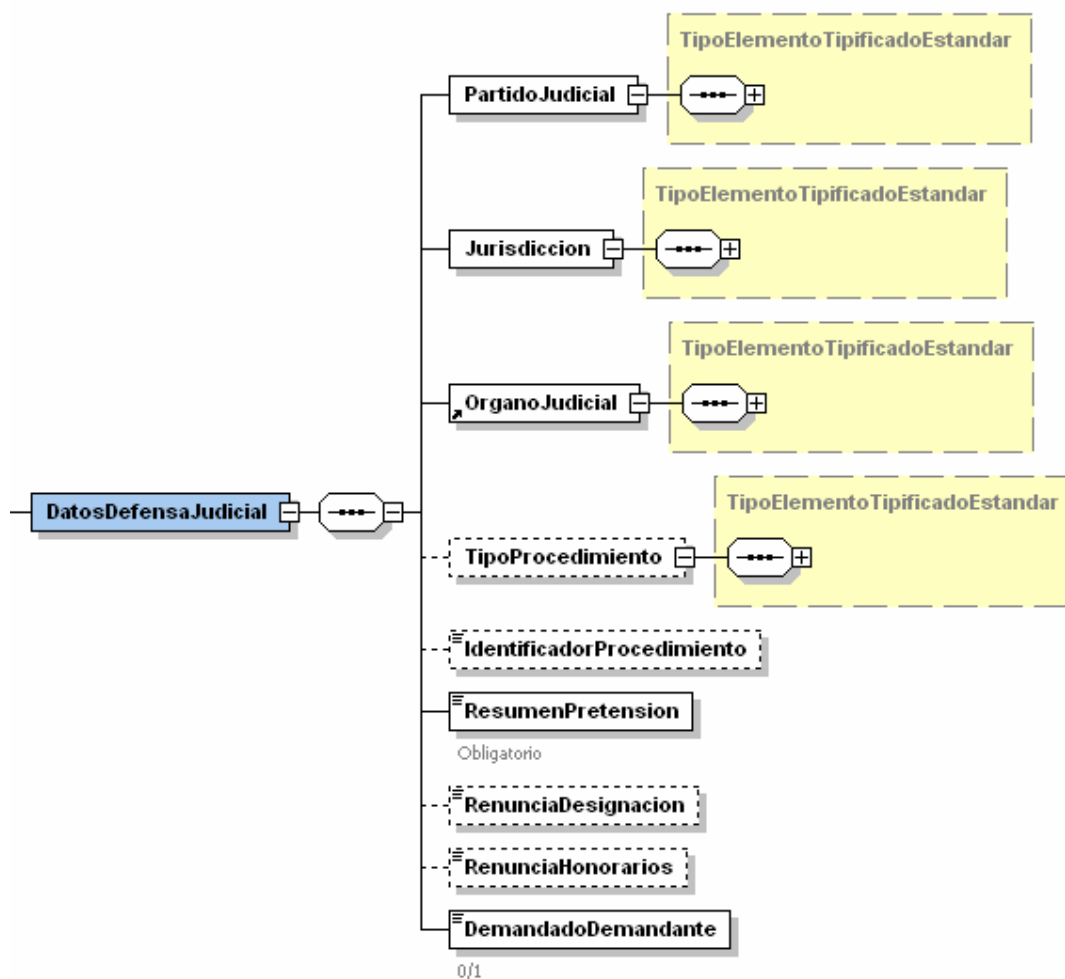 TipoElementoTipificadoEstandar
PartidoJudicial
TipoElementoTipificadoEstandar
Jurisdiccion
TipoElementoTipificadoEstandar
OrganoJudicial
DatosDefensaJudicial
TipoElementoTipificadoEstandar
TipoProcedimiento
IdentificadorProcedimiento
ResumenPretension
Obligatorio
RenunciaDesignacion
RenunciaHonorarios
DemandadoDemandante
0/1